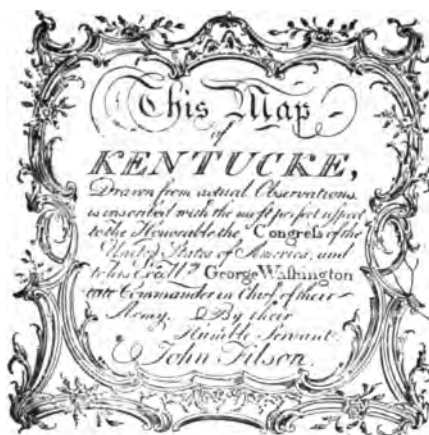 This Map
of
KENTUCKE,
Drawn from actual Observations,
is inscribed with the most perfect respect,
to the Honorable the Congreſs of the
United States of America, and
to his Excell.cy George Washington
late Commander in Chief of their
Army. By their
Humble Servant,
John Filson.